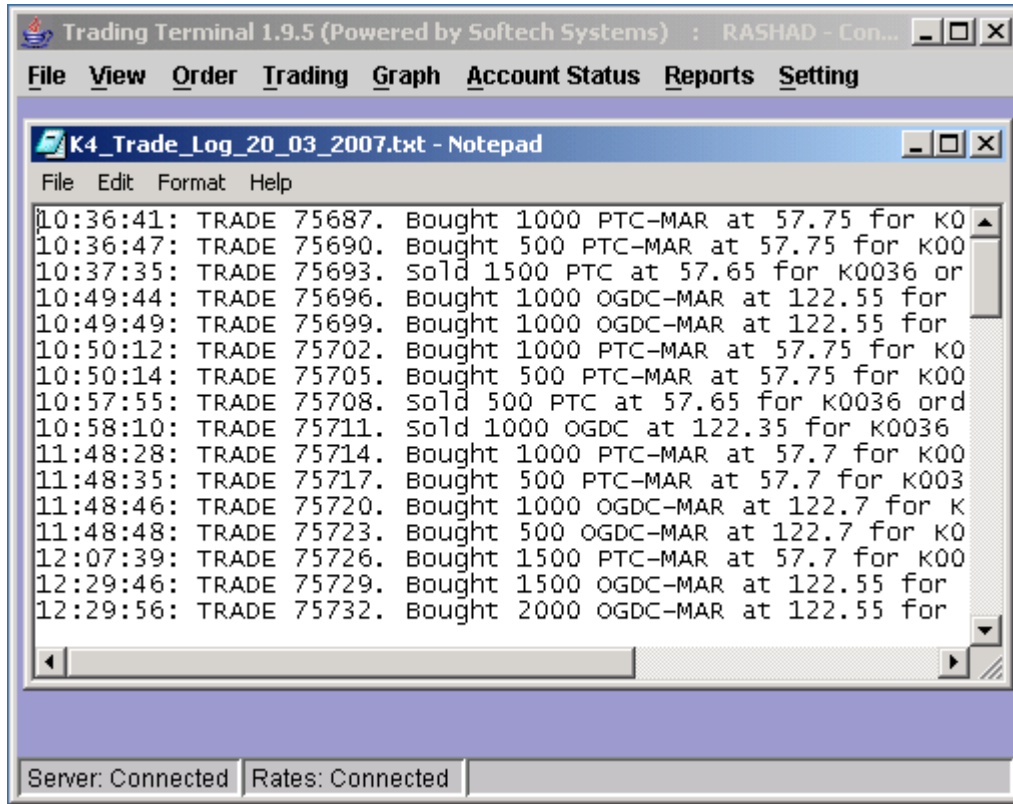 Trading Terminal 1.9.5 (Powered by Softech Systems) : RASHAD - Con...
File View Order Trading Graph Account Status Reports Setting
K4_Trade_Log_20_03_2007.txt - Notepad
File Edit Format Help
10:36:41: TRADE 75687. Bought 1000 PTC-MAR at 57.75 for K0
10:36:47: TRADE 75690. Bought 500 PTC-MAR at 57.75 for K00
10:37:35: TRADE 75693. Sold 1500 PTC at 57.65 for K0036 or
10:49:44: TRADE 75696. Bought 1000 OGDC-MAR at 122.55 for
10:49:49: TRADE 75699. Bought 1000 OGDC-MAR at 122.55 for
10:50:12: TRADE 75702. Bought 1000 PTC-MAR at 57.75 for K0
10:50:14: TRADE 75705. Bought 500 PTC-MAR at 57.75 for K00
10:57:55: TRADE 75708. Sold 500 PTC at 57.65 for K0036 ord
10:58:10: TRADE 75711. Sold 1000 OGDC at 122.35 for K0036
11:48:28: TRADE 75714. Bought 1000 PTC-MAR at 57.7 for K00
11:48:35: TRADE 75717. Bought 500 PTC-MAR at 57.7 for K003
11:48:46: TRADE 75720. Bought 1000 OGDC-MAR at 122.7 for K
11:48:48: TRADE 75723. Bought 500 OGDC-MAR at 122.7 for K0
12:07:39: TRADE 75726. Bought 1500 PTC-MAR at 57.7 for K00
12:29:46: TRADE 75729. Bought 1500 OGDC-MAR at 122.55 for
12:29:56: TRADE 75732. Bought 2000 OGDC-MAR at 122.55 for
Server: Connected Rates: Connected